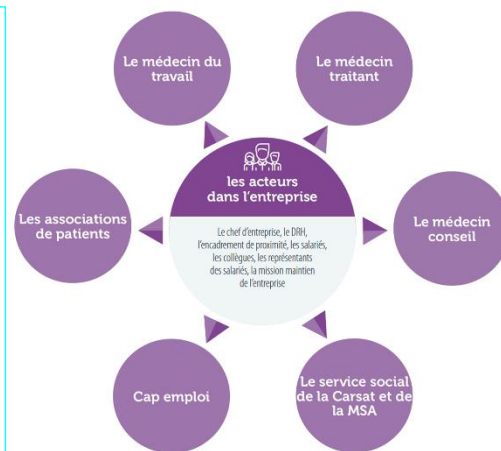 Le médecin du
travail
Le médecin
traitant
les acteurs
dans l'entreprise
Le chef d'entreprise, le DRH,
l'encadrement de proximité, les salariés,
les collègues, les représentants
des salariés, la mission maintien
de l'entreprise
Les associations
de patients
Le médecin
conseil
Cap emploi
Le service social
de la Carsat et de
la MSA